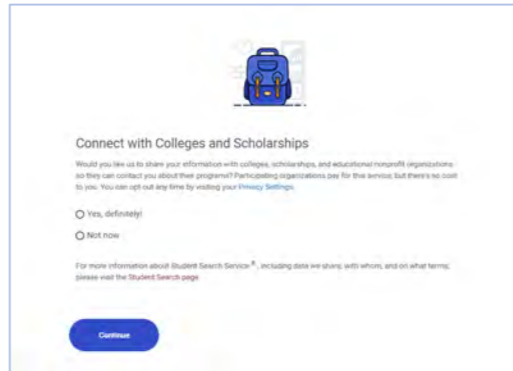 Connect with Colleges and Scholarships
Would you like us to share your information with colleges, scholarships, and educational nonprofit organizations
so they can contact you about their programs? Participating organizations pay for this service, but there's no cost
to you. You can opt out any time by visiting your Privacy Settings.
Yes, definitely!
Not now
For more information about Student Search Service®, including data we share, with whom, and on what terms,
please visit the Student Search page.
Continue